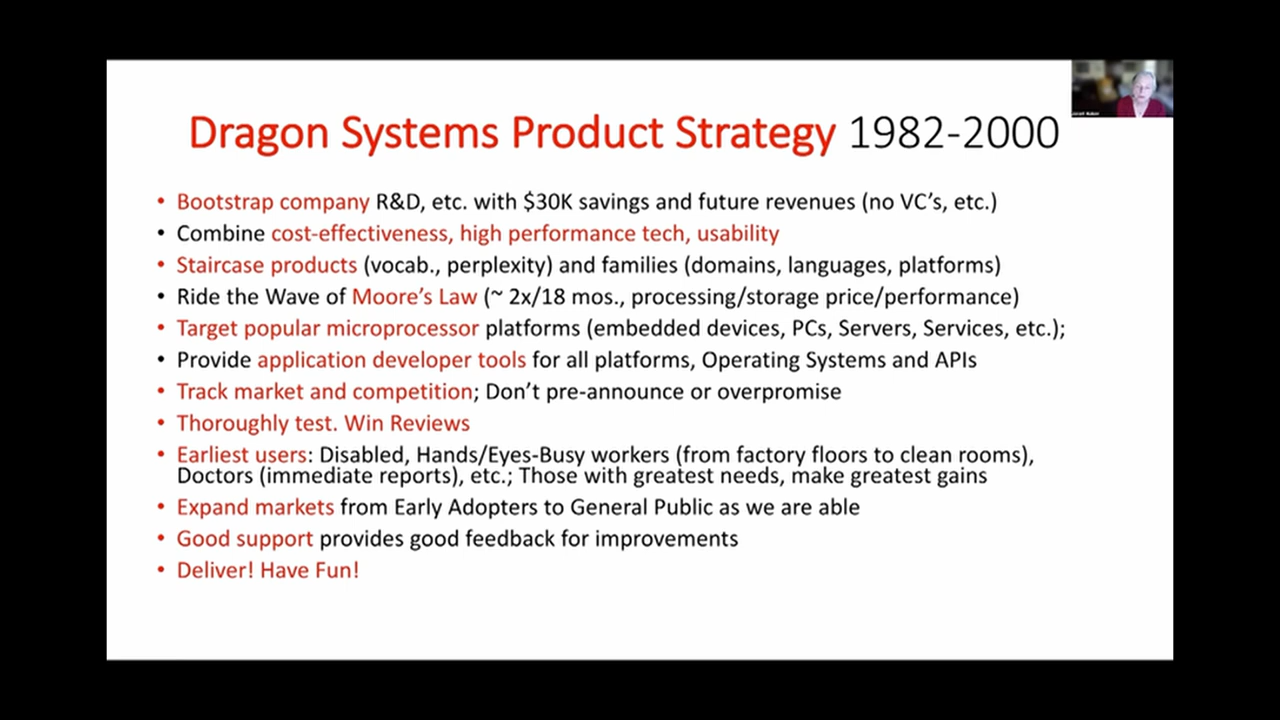 Dragon Systems Product Strategy 1982-2000
• Bootstrap company R&D, etc. with $30K savings and future revenues (no VC’s, etc.)
• Combine cost-effectiveness, high performance tech, usability
• Staircase products (vocab., perplexity) and families (domains, languages, platforms)
• Ride the Wave of Moore’s Law (~ 2x/18 mos., processing/storage price/performance)
• Target popular microprocessor platforms (embedded devices, PCs, Servers, Services, etc.);
• Provide application developer tools for all platforms, Operating Systems and APIs
• Track market and competition; Don’t pre-announce or overpromise
• Thoroughly test. Win Reviews
• Earliest users: Disabled, Hands/Eyes-Busy workers (from factory floors to clean rooms),
Doctors (immediate reports), etc.; Those with greatest needs, make greatest gains
• Expand markets from Early Adopters to General Public as we are able
• Good support provides good feedback for improvements
• Deliver! Have Fun!